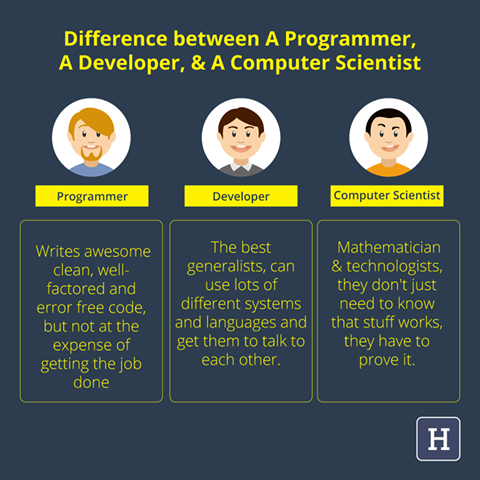 Difference between A Programmer,
A Developer, & A Computer Scientist
Programmer
Developer
Computer Scientist
Writes awesome
clean, well-
factored and
error free code,
but not at the
expense of
getting the job
done
The best
generalists, can
use lots of
different systems
and languages and
get them to talk to
each other.
Mathematician
& technologists,
they don't just
need to know
that stuff works,
they have to
prove it.
H